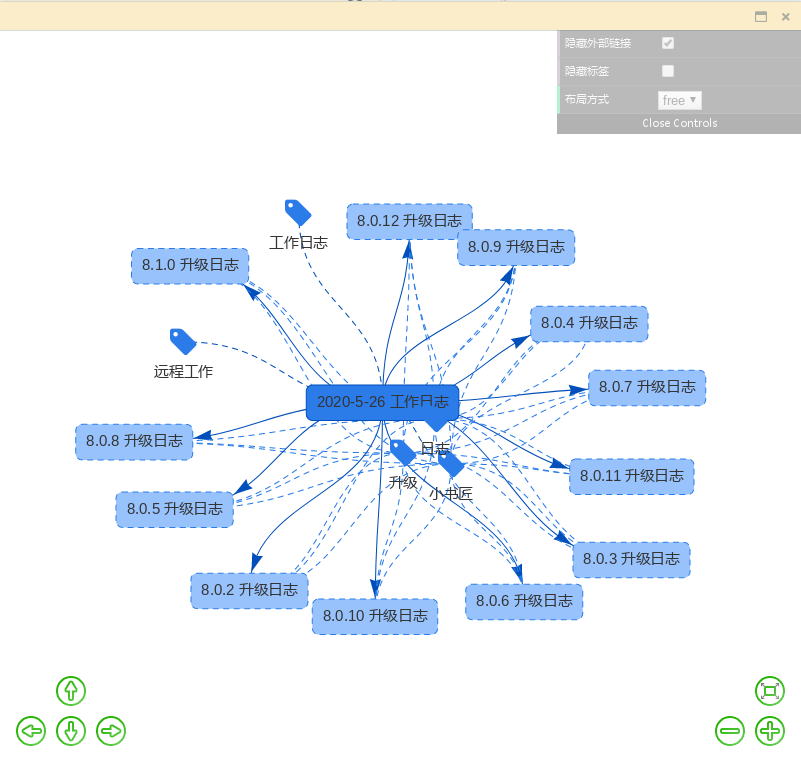 隐藏外部链接
隐藏标签
布局方式 free
Close Controls
工作日志
8.0.12 升级日志
8.0.9 升级日志
8.1.0 升级日志
8.0.4 升级日志
远程工作
8.0.7 升级日志
2020-5-26 工作日志
8.0.8 升级日志
日志
升级
小书匠
8.0.11 升级日志
8.0.5 升级日志
8.0.3 升级日志
8.0.2 升级日志
8.0.10 升级日志
8.0.6 升级日志